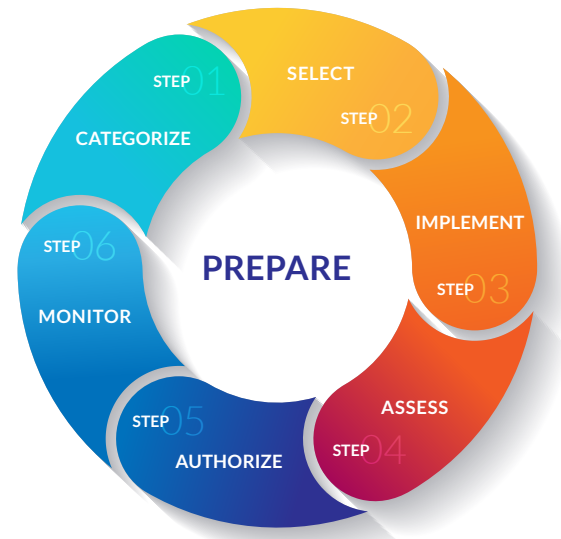 STEP 01
CATEGORIZE
SELECT
STEP 02
IMPLEMENT
STEP 03
ASSESS
STEP 04
STEP 05
AUTHORIZE
STEP 06
MONITOR
PREPARE